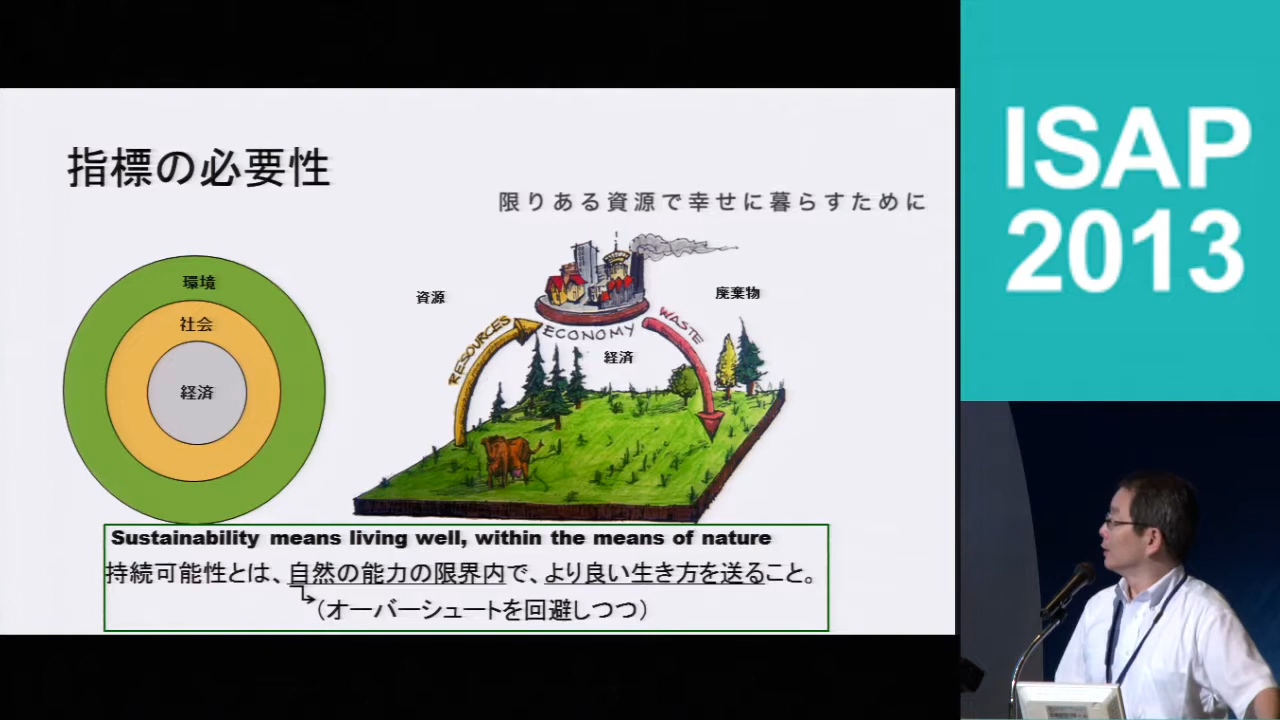 指標の必要性
限りある資源で幸せに暮らすために
環境
社会
経済
資源
廃棄物
RESOURCES
ECONOMY
WASTE
経済
Sustainability means living well, within the means of nature
持続可能性とは、自然の能力の限界内で、より良い生き方を送ること。
(オーバーシュートを回避しつつ)
ISAP
2013